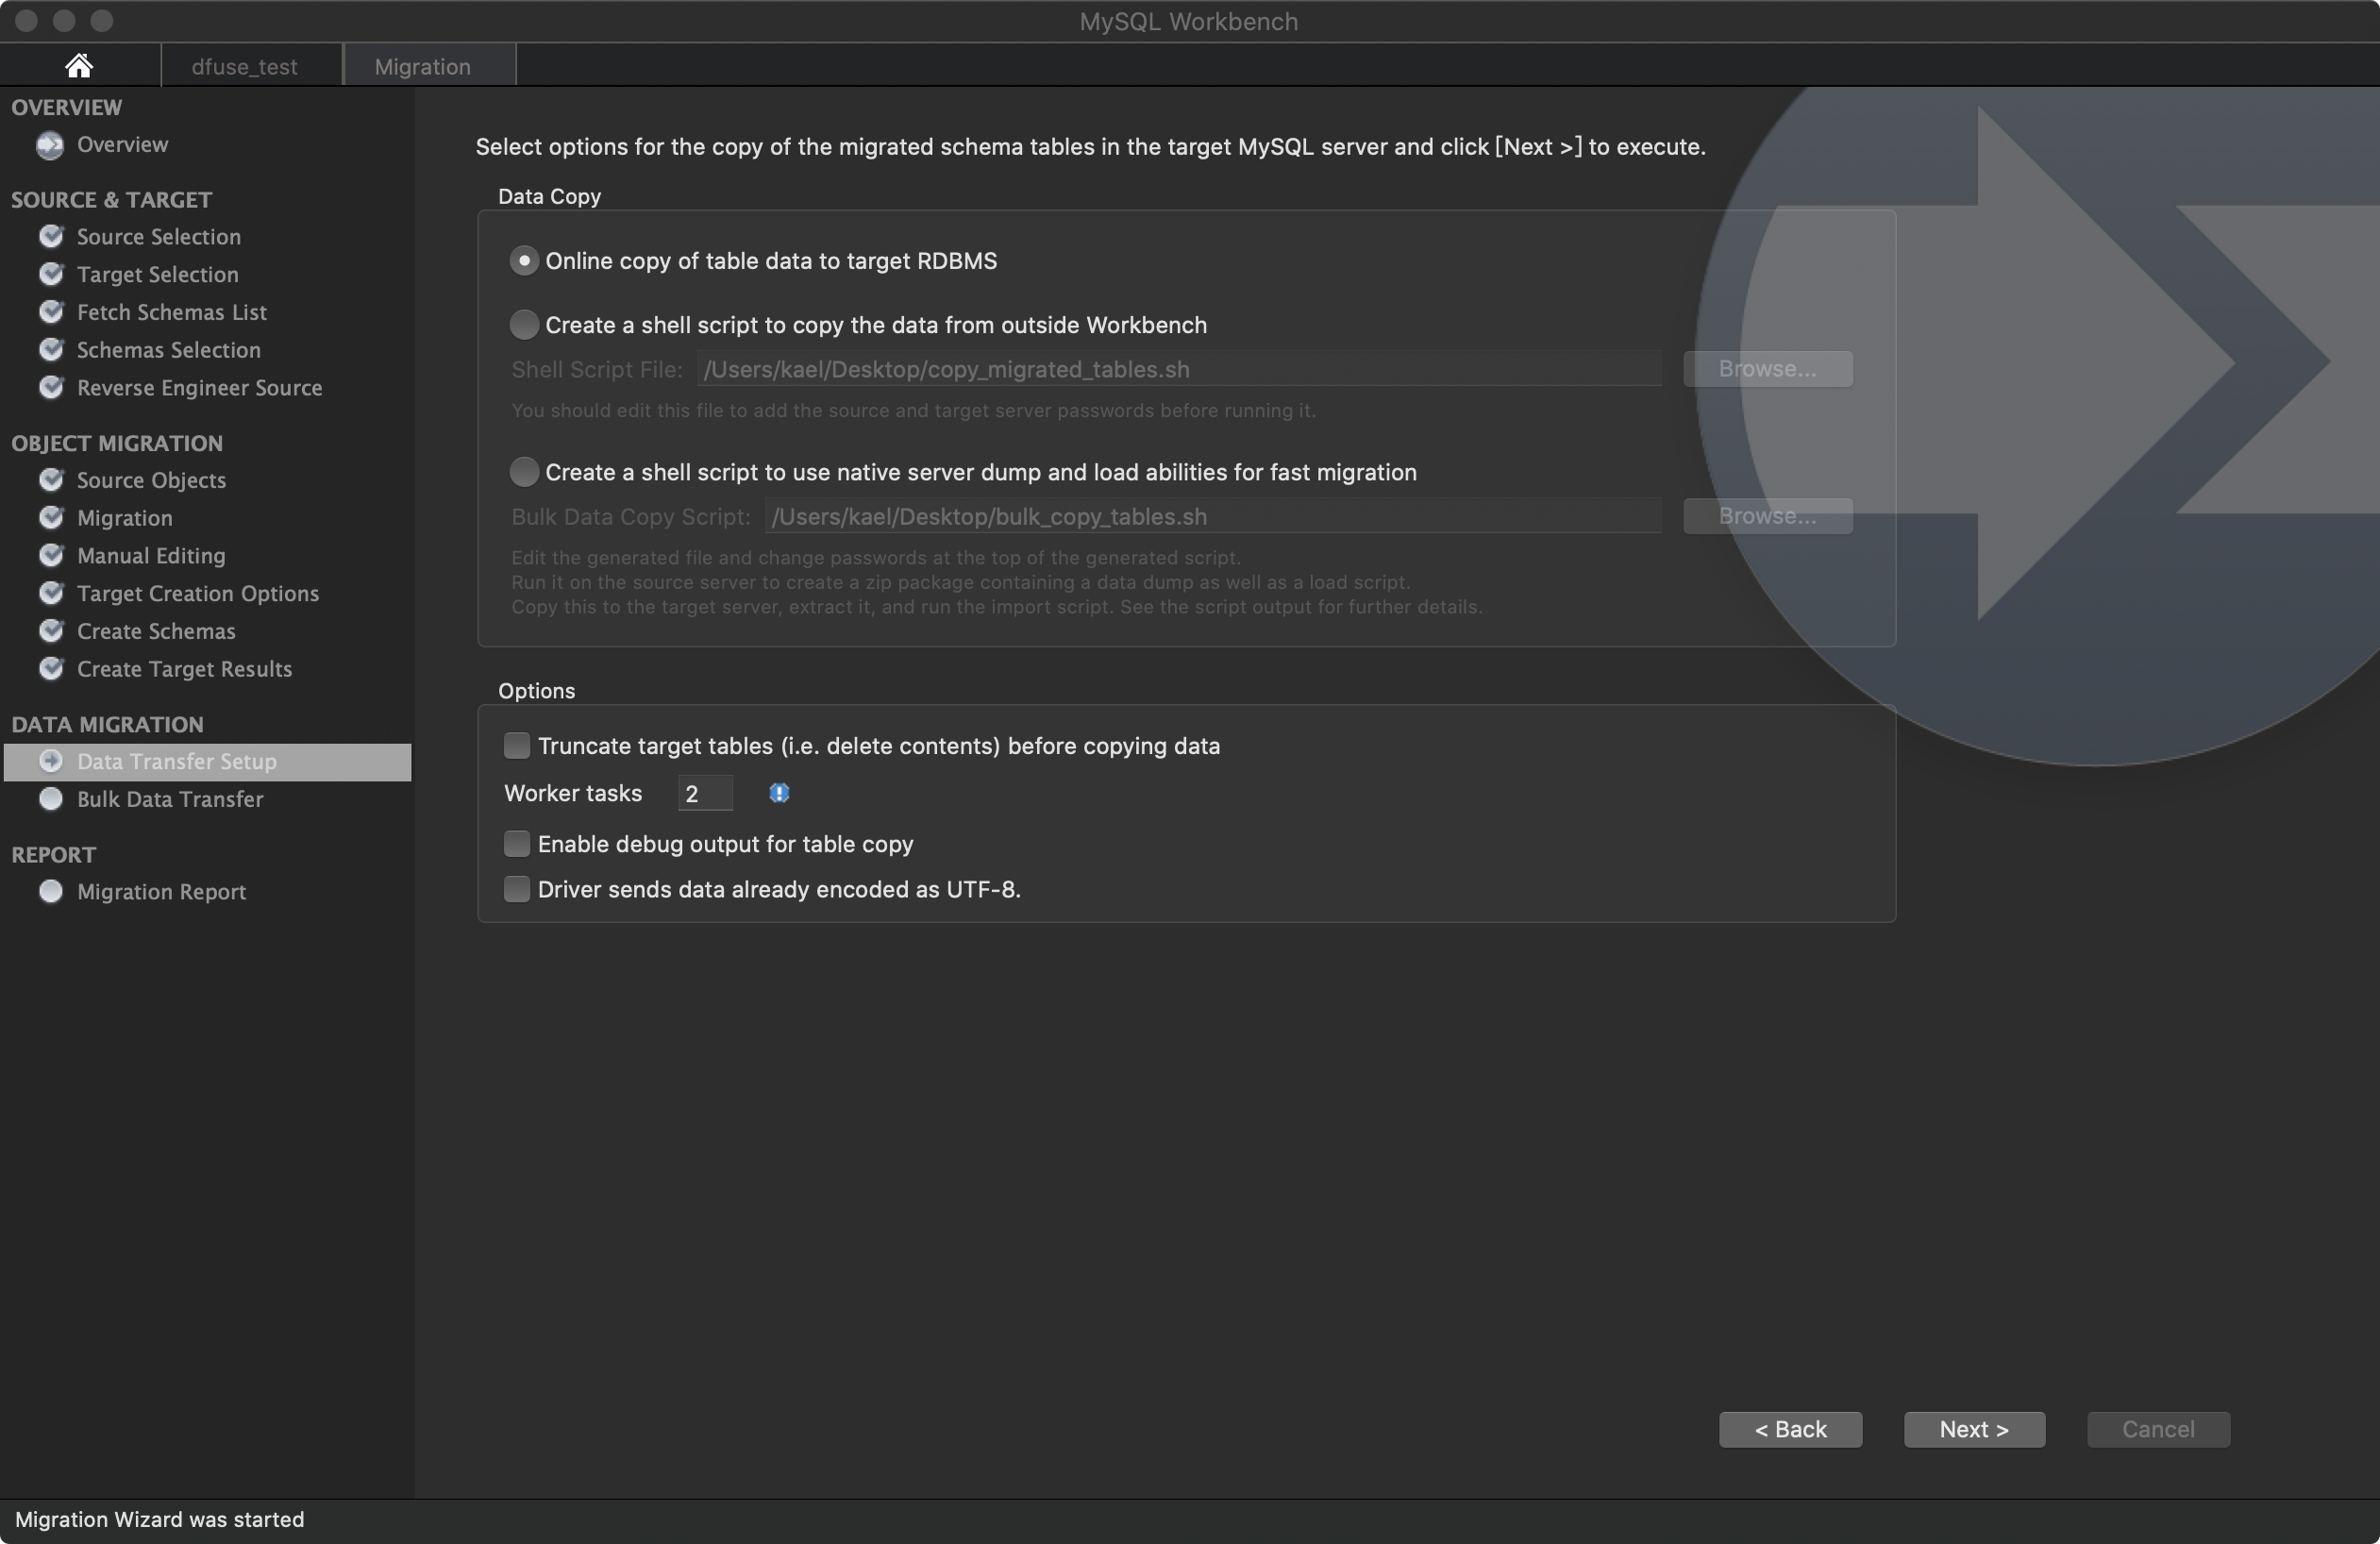 MySQL Workbench
dfuse_test
Migration
OVERVIEW
Overview
SOURCE & TARGET
Source Selection
Target Selection
Fetch Schemas List
Schemas Selection
Reverse Engineer Source
OBJECT MIGRATION
Source Objects
Migration
Manual Editing
Target Creation Options
Create Schemas
Create Target Results
DATA MIGRATION
Data Transfer Setup
Bulk Data Transfer
REPORT
Migration Report
Select options for the copy of the migrated schema tables in the target MySQL server and click [Next >] to execute.
Data Copy
Online copy of table data to target RDBMS
Create a shell script to copy the data from outside Workbench
Shell Script File: /Users/kael/Desktop/copy_migrated_tables.sh Browse...
You should edit this file to add the source and target server passwords before running it.
Create a shell script to use native server dump and load abilities for fast migration
Bulk Data Copy Script: /Users/kael/Desktop/bulk_copy_tables.sh Browse...
Edit the generated file and change passwords at the top of the generated script.
Run it on the source server to create a zip package containing a data dump as well as a load script.
Copy this to the target server, extract it, and run the import script. See the script output for further details.
Options
Truncate target tables (i.e. delete contents) before copying data
Worker tasks 2
Enable debug output for table copy
Driver sends data already encoded as UTF-8.
< Back
Next >
Cancel
Migration Wizard was started